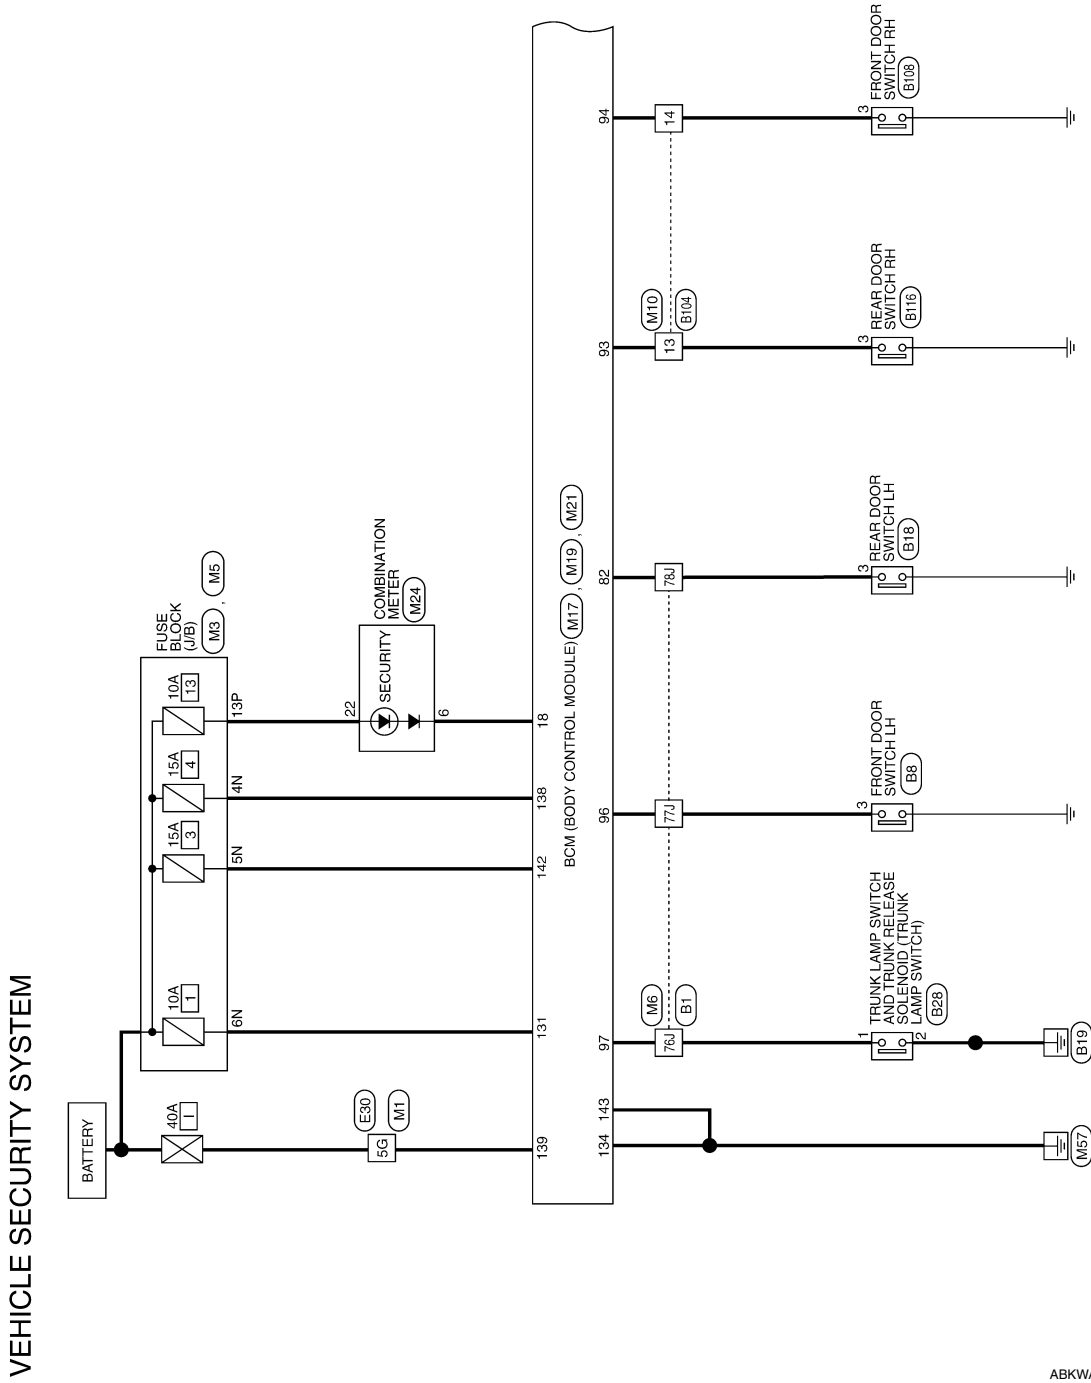 VEHICLE SECURITY SYSTEM
BATTERY
40A
I
E30
5G
M1
139
FUSE
BLOCK
(J/B)
M3 , M5
10A
1
6N
131
15A
3
5N
142
15A
4
4N
138
10A
13
13P
22
COMBINATION
METER
M24
SECURITY
6
18
BCM (BODY CONTROL MODULE) M17 , M19 , M21
134
143
M57
97
M6
76J
B1
1
TRUNK LAMP SWITCH
AND TRUNK RELEASE
SOLENOID (TRUNK
LAMP SWITCH)
B28
2
B19
96
77J
3
FRONT DOOR
SWITCH LH
B8
82
78J
3
REAR DOOR
SWITCH LH
B18
93
M10
13
B104
3
REAR DOOR
SWITCH RH
B116
94
14
3
FRONT DOOR
SWITCH RH
B108